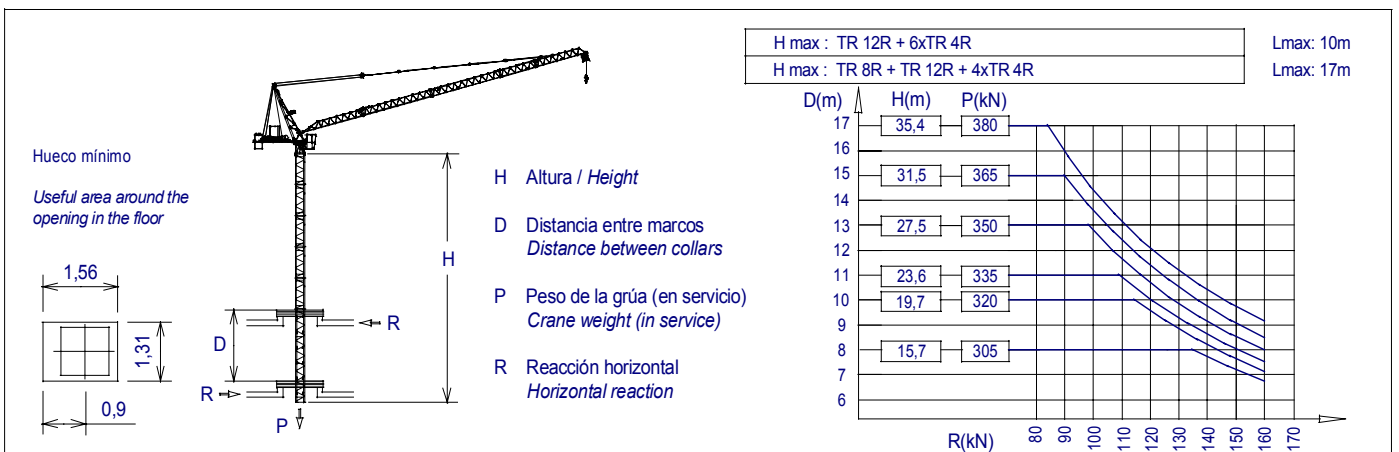 Hueco mínimo
Useful area around the
opening in the floor
1,56
1,31
0,9
H
D
R
R
P
H Altura / Height
D Distancia entre marcos
Distance between collars
P Peso de la grúa (en servicio)
Crane weight (in service)
R Reacción horizontal
Horizontal reaction
H max : TR 12R + 6xTR 4R Lmax: 10m
H max : TR 8R + TR 12R + 4xTR 4R Lmax: 17m
D(m) H(m) P(kN)
17 35,4 380
16
15 31,5 365
14
13 27,5 350
12
11 23,6 335
10 19,7 320
9
8 15,7 305
7
6
R(kN) 80 90 100 110 120 130 140 150 160 170